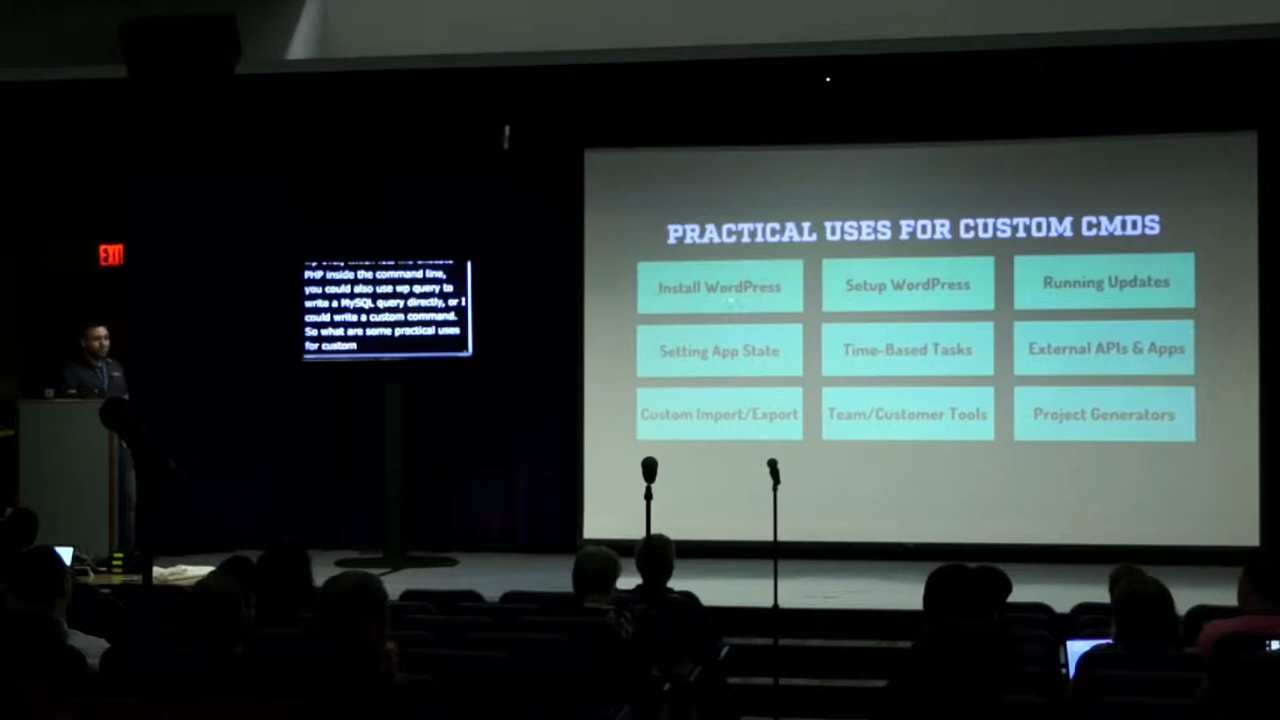 EXIT
PHP inside the command line,
you could also use wp query to
write a MySQL query directly, or I
could write a custom command.
So what are some practical uses
for custom
PRACTICAL USES FOR CUSTOM CMDS
Install WordPress
Setup WordPress
Running Updates
Setting App State
Time-Based Tasks
External APIs & Apps
Custom Import/Export
Team/Customer Tools
Project Generators